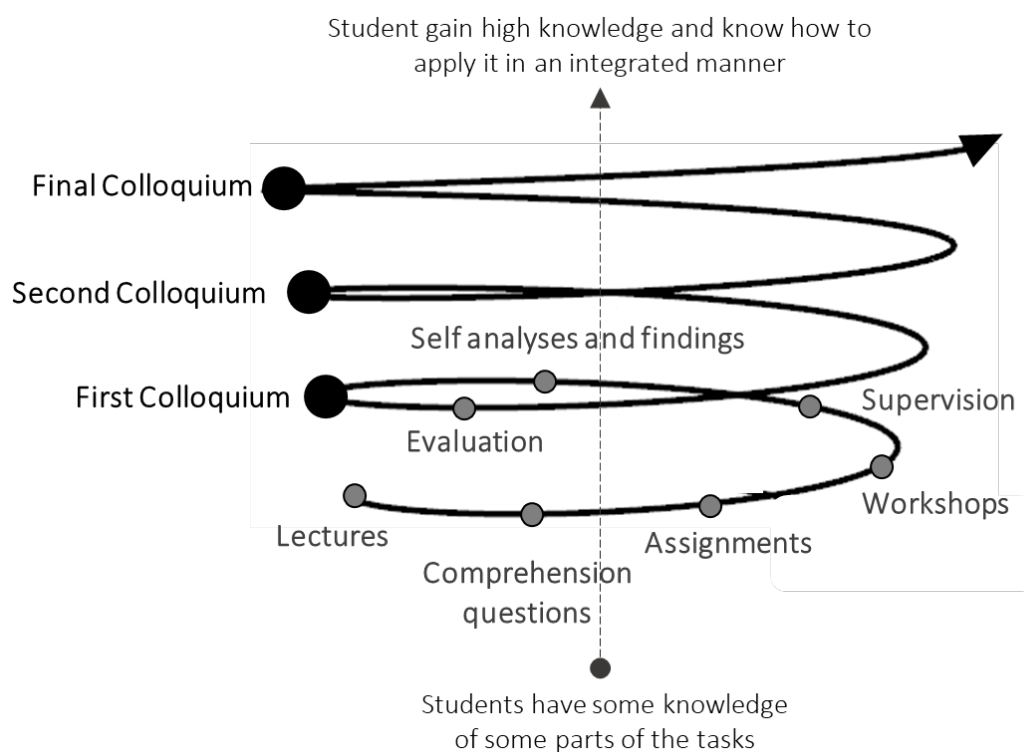 Student gain high knowledge and know how to
apply it in an integrated manner
Final Colloquium
Second Colloquium
Self analyses and findings
First Colloquium
Supervision
Evaluation
Workshops
Lectures
Assignments
Comprehension
questions
Students have some knowledge
of some parts of the tasks